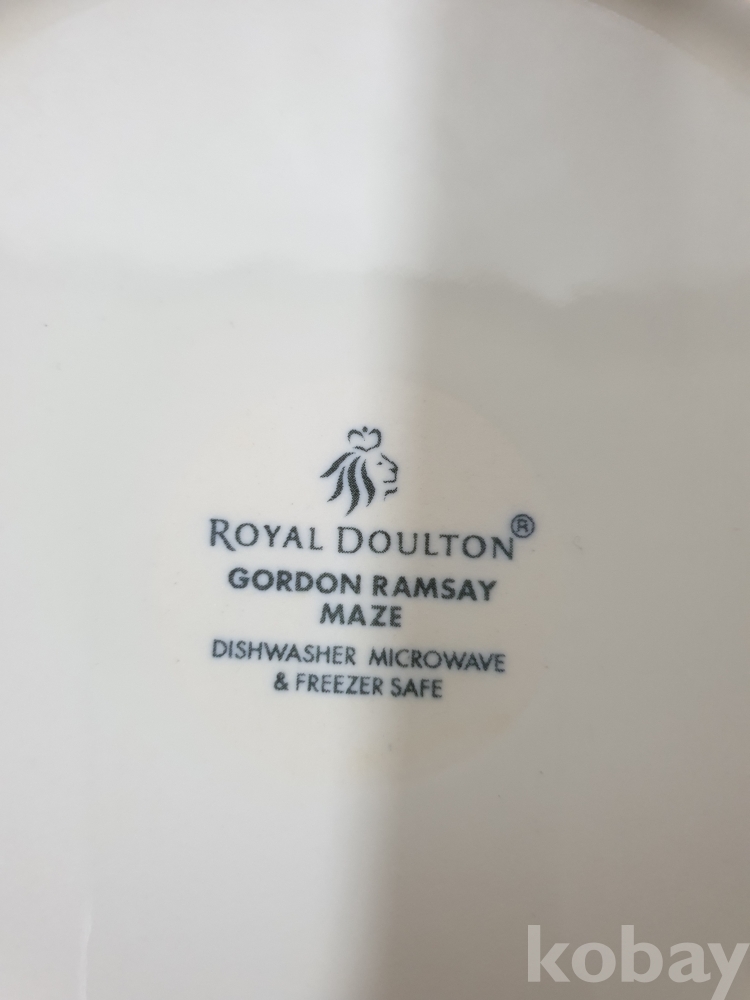 ROYAL DOULTON®
GORDON RAMSAY
MAZE
DISHWASHER MICROWAVE
& FREEZER SAFE
kobay